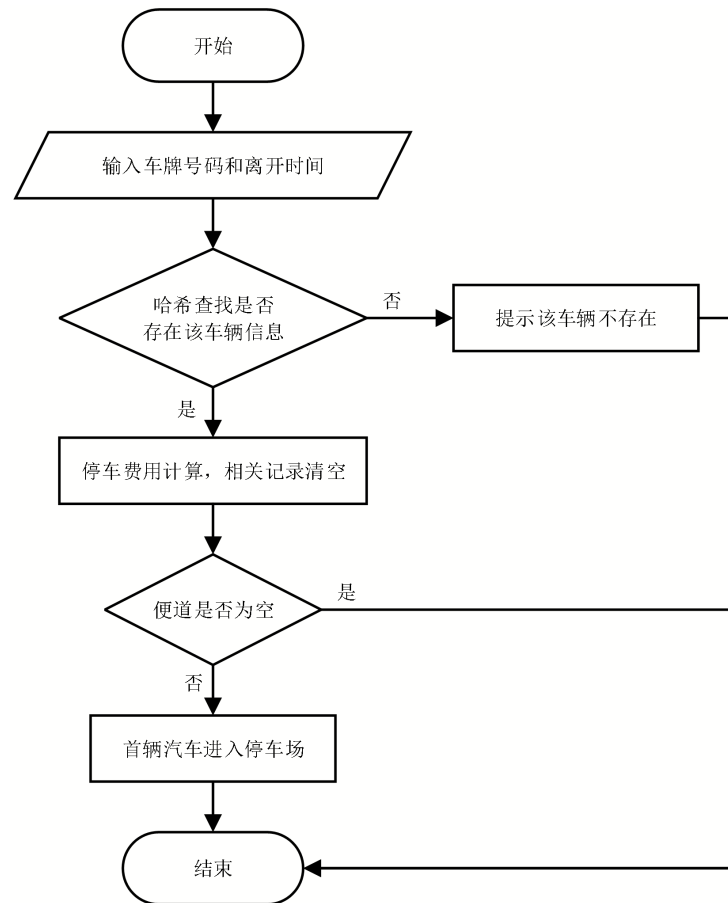 开始
输入车牌号码和离开时间
哈希查找是否
存在该车辆信息
否
提示该车辆不存在
是
停车费用计算，相关记录清空
便道是否为空
是
否
首辆汽车进入停车场
结束